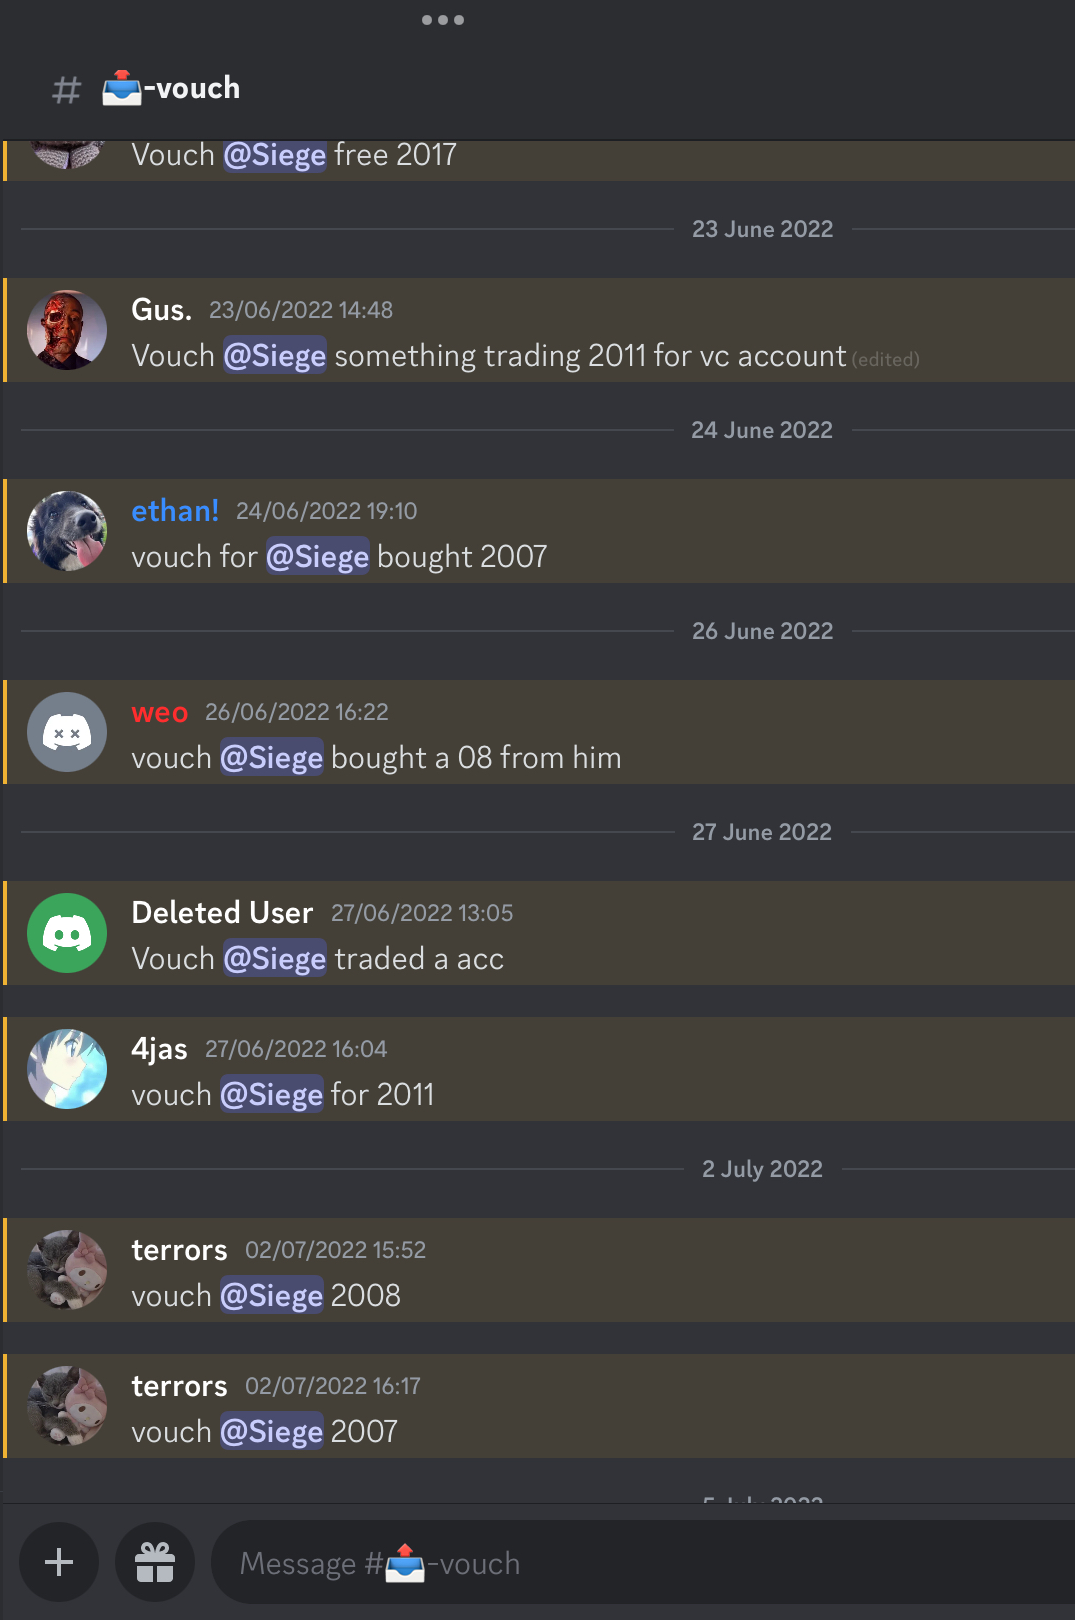 # 📤-vouch
Vouch @Siege free 2017
23 June 2022
Gus. 23/06/2022 14:48
Vouch @Siege something trading 2011 for vc account (edited)
24 June 2022
ethan! 24/06/2022 19:10
vouch for @Siege bought 2007
26 June 2022
weo 26/06/2022 16:22
vouch @Siege bought a 08 from him
27 June 2022
Deleted User 27/06/2022 13:05
Vouch @Siege traded a acc
4jas 27/06/2022 16:04
vouch @Siege for 2011
2 July 2022
terrors 02/07/2022 15:52
vouch @Siege 2008
terrors 02/07/2022 16:17
vouch @Siege 2007
5 July 2022
Message #📤-vouch